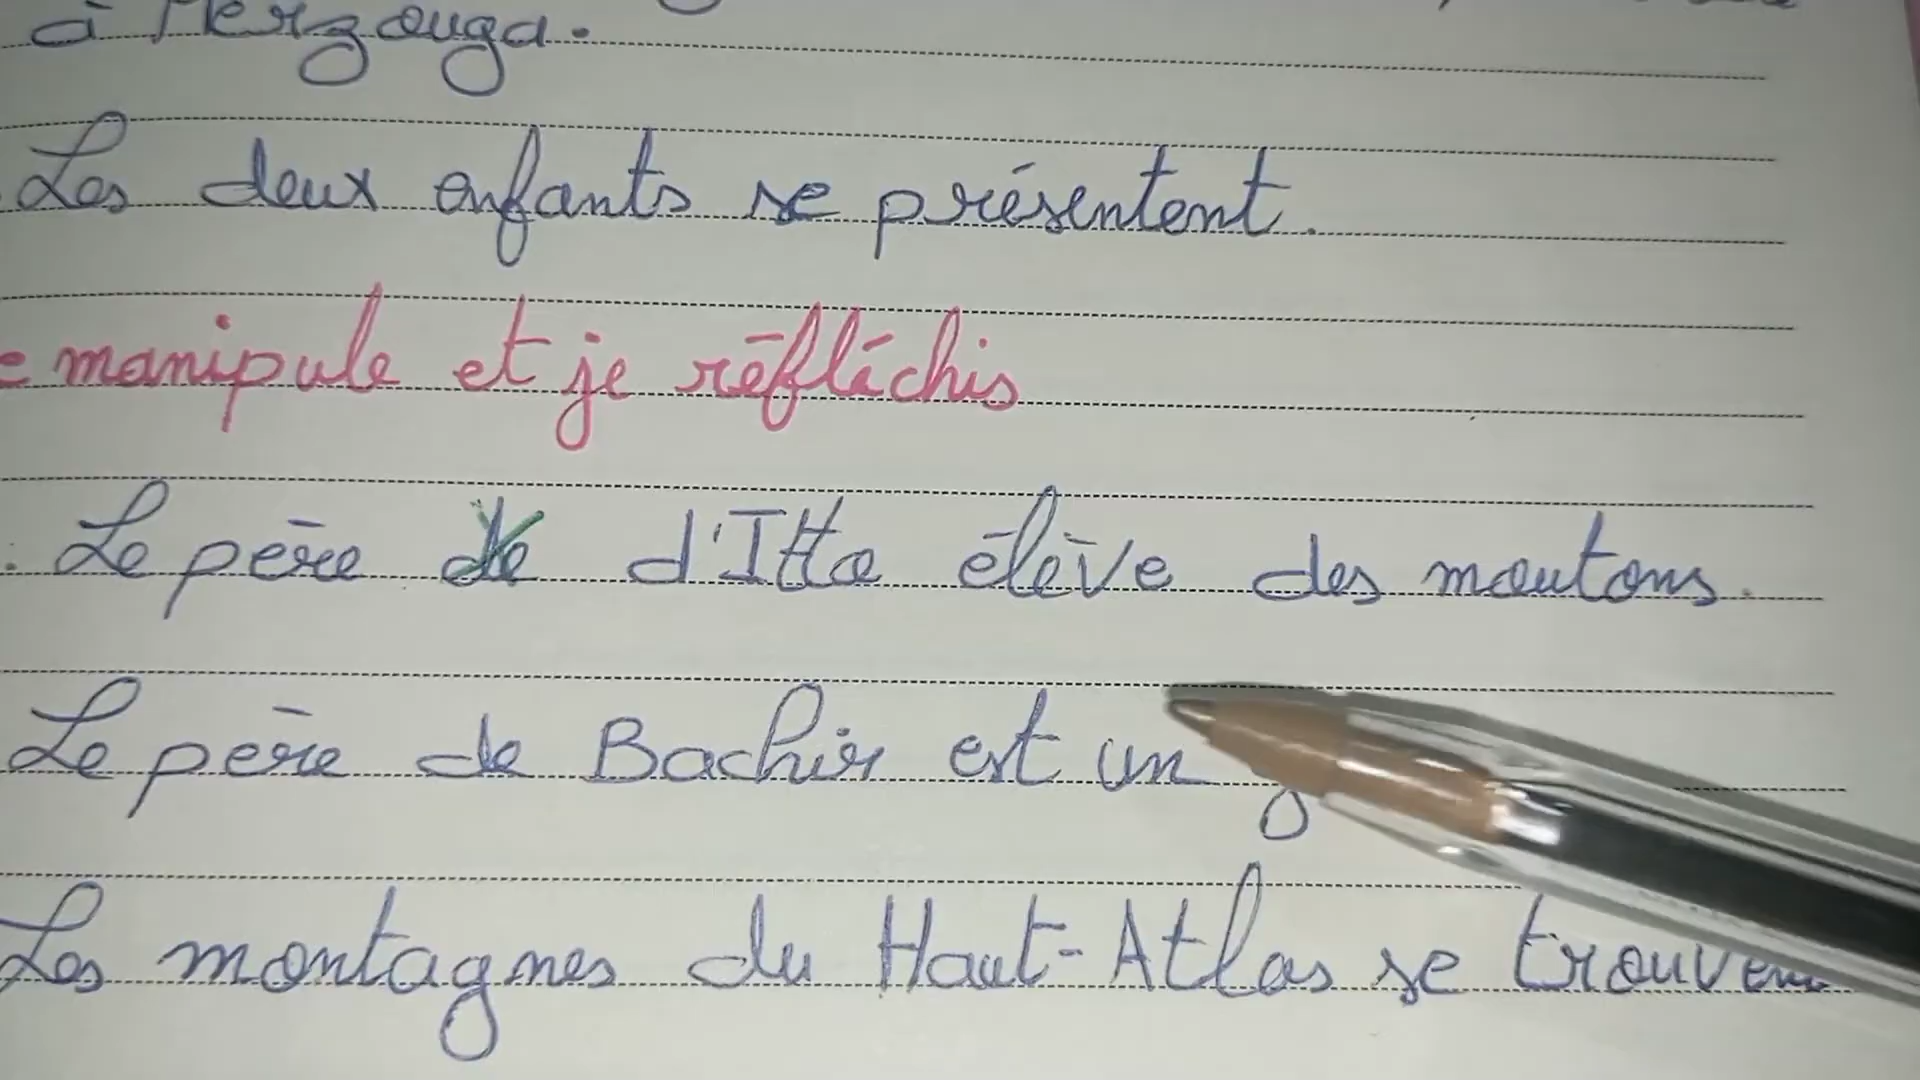 à Merzouga.
Les deux enfants se présentent.
manipule et je réfléchis
. Le père d'Itto élève des moutons.
Le père de Bachir est un
Les montagnes du Haut-Atlas se trouvent